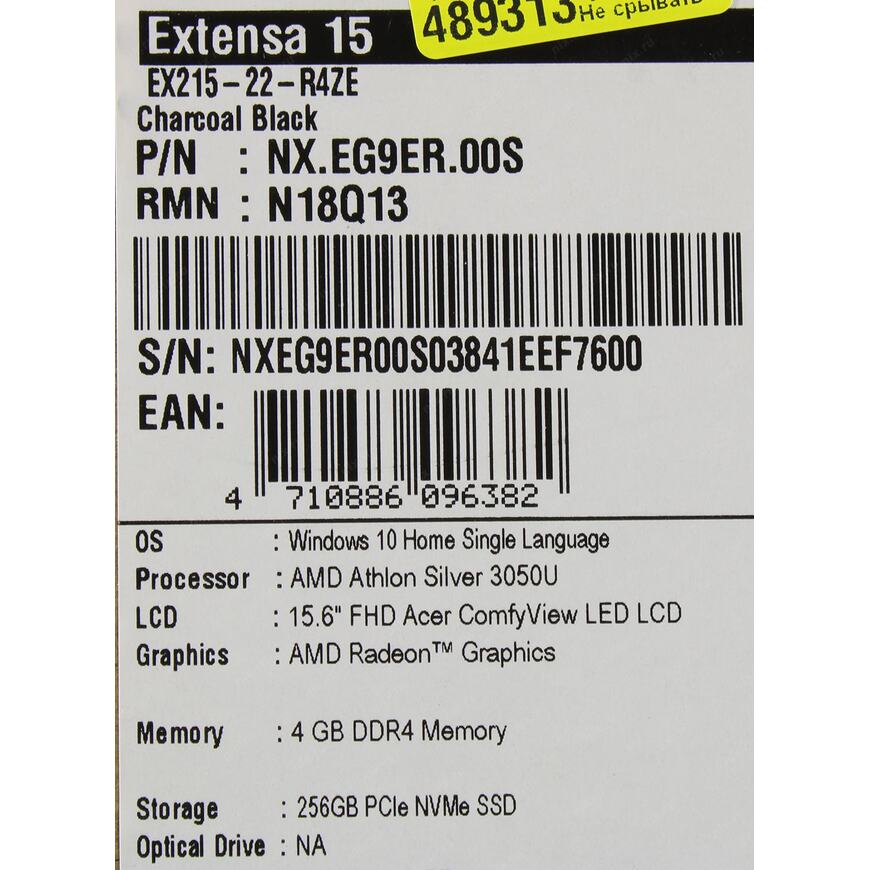 489313 Не срывать
Extensa 15
EX215-22-R4ZE
Charcoal Black
P/N : NX.EG9ER.00S
RMN : N18Q13
S/N: NXEG9ER00S03841EEF7600
EAN:
4 710886 096382
OS : Windows 10 Home Single Language
Processor : AMD Athlon Silver 3050U
LCD : 15.6" FHD Acer ComfyView LED LCD
Graphics : AMD Radeon™ Graphics
Memory : 4 GB DDR4 Memory
Storage : 256GB PCIe NVMe SSD
Optical Drive : NA